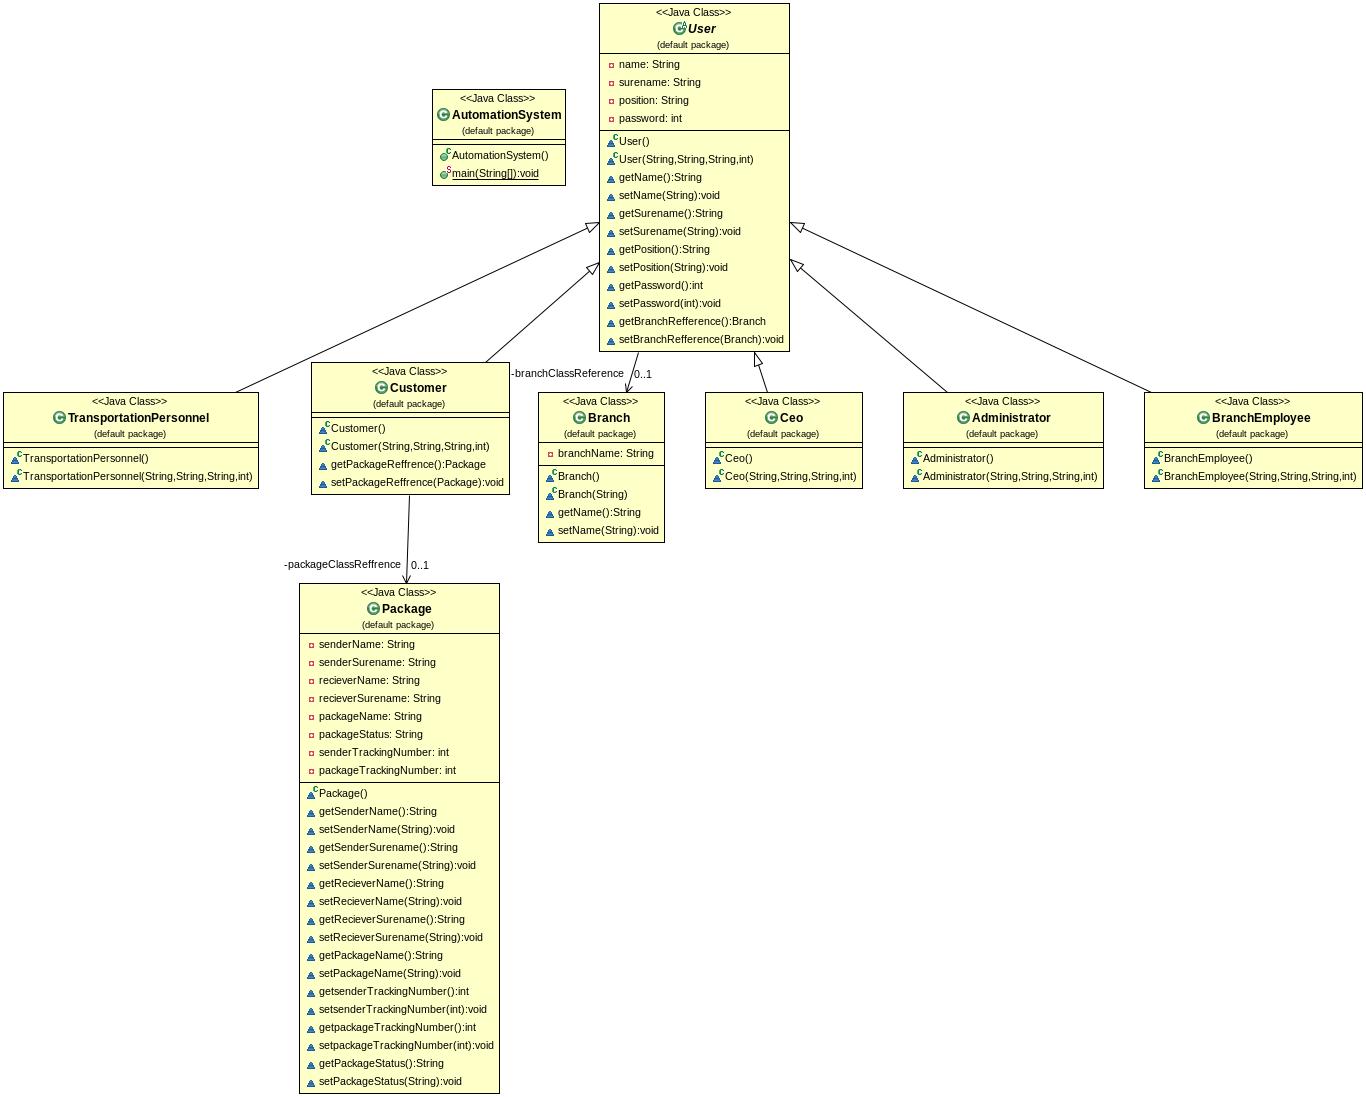 <<Java Class>>
User
(default package)
name: String
surename: String
position: String
password: int
User()
User(String,String,String,int)
getName():String
setName(String):void
getSurename():String
setSurename(String):void
getPosition():String
setPosition(String):void
getPassword():int
setPassword(int):void
getBranchRefference():Branch
setBranchRefference(Branch):void
<<Java Class>>
AutomationSystem
(default package)
AutomationSystem()
main(String[]):void
<<Java Class>>
TransportationPersonnel
(default package)
TransportationPersonnel()
TransportationPersonnel(String,String,String,int)
<<Java Class>>
Customer
(default package)
Customer()
Customer(String,String,String,int)
getPackageReffrence():Package
setPackageReffrence(Package):void
-branchClassReference
0..1
<<Java Class>>
Branch
(default package)
branchName: String
Branch()
Branch(String)
getName():String
setName(String):void
<<Java Class>>
Ceo
(default package)
Ceo()
Ceo(String,String,String,int)
<<Java Class>>
Administrator
(default package)
Administrator()
Administrator(String,String,String,int)
<<Java Class>>
BranchEmployee
(default package)
BranchEmployee()
BranchEmployee(String,String,String,int)
-packageClassReffrence
0..1
<<Java Class>>
Package
(default package)
senderName: String
senderSurename: String
recieverName: String
recieverSurename: String
packageName: String
packageStatus: String
senderTrackingNumber: int
packageTrackingNumber: int
Package()
getSenderName():String
setSenderName(String):void
getSenderSurename():String
setSenderSurename(String):void
getRecieverName():String
setRecieverName(String):void
getRecieverSurename():String
setRecieverSurename(String):void
getPackageName():String
setPackageName(String):void
getsenderTrackingNumber():int
setsenderTrackingNumber(int):void
getpackageTrackingNumber():int
setpackageTrackingNumber(int):void
getPackageStatus():String
setPackageStatus(String):void